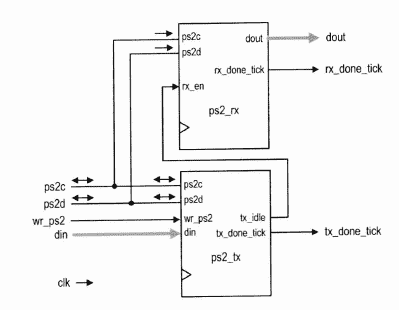 ps2c
dout
dout
ps2d
rx_done_tick
rx_done_tick
rx_en
ps2_rx
ps2c
ps2c
ps2d
ps2d
wr_ps2
wr_ps2
tx_idle
din
din
tx_done_tick
tx_done_tick
ps2_tx
clk